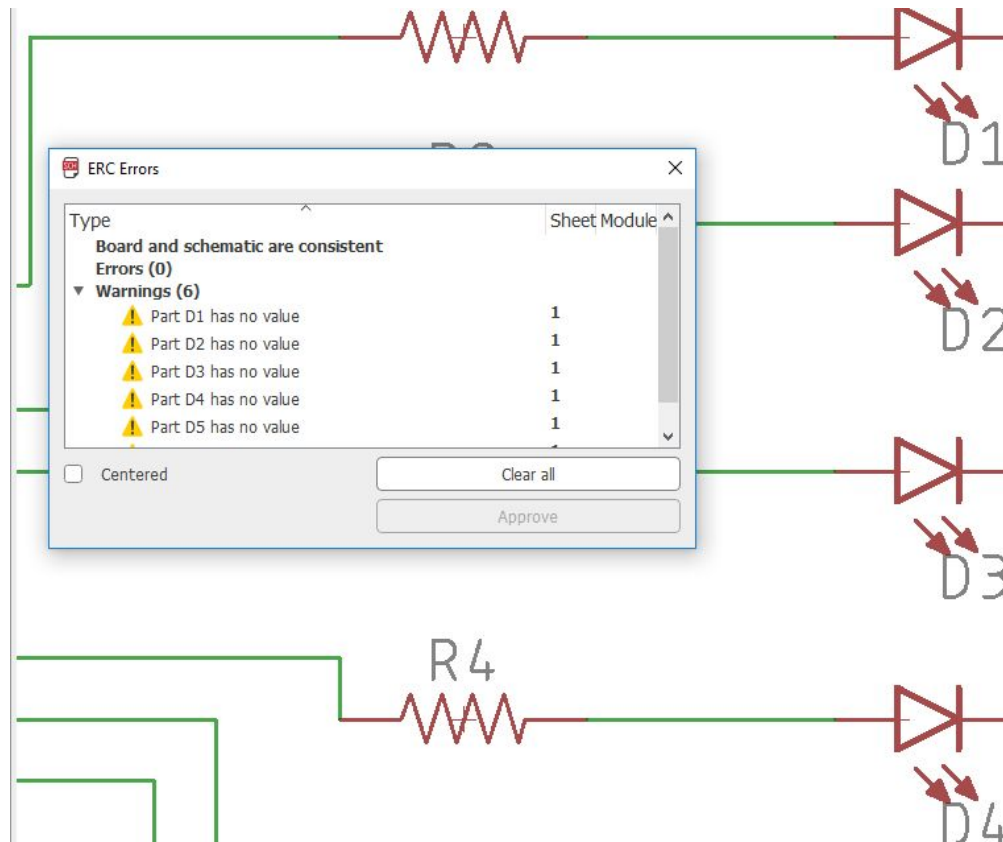 D1
ERC Errors
Type Sheet Module
Board and schematic are consistent
Errors (0)
Warnings (6)
Part D1 has no value 1
Part D2 has no value 1
Part D3 has no value 1
Part D4 has no value 1
Part D5 has no value 1
Centered Clear all
Approve
D2
D3
R4
D4